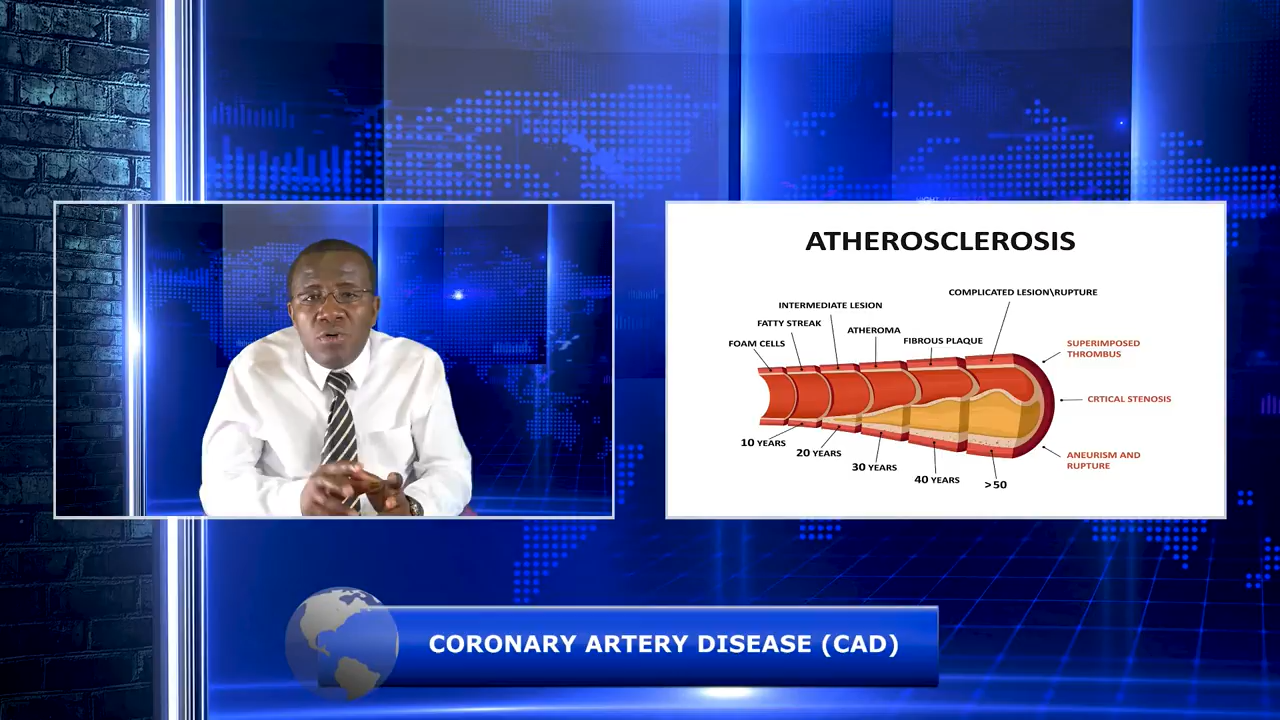 ATHEROSCLEROSIS
COMPLICATED LESION\RUPTURE
INTERMEDIATE LESION
FATTY STREAK
ATHEROMA
FOAM CELLS
FIBROUS PLAQUE
SUPERIMPOSED
THROMBUS
CRTICAL STENOSIS
10 YEARS
20 YEARS
30 YEARS
40 YEARS
>50
ANEURISM AND
RUPTURE
CORONARY ARTERY DISEASE (CAD)